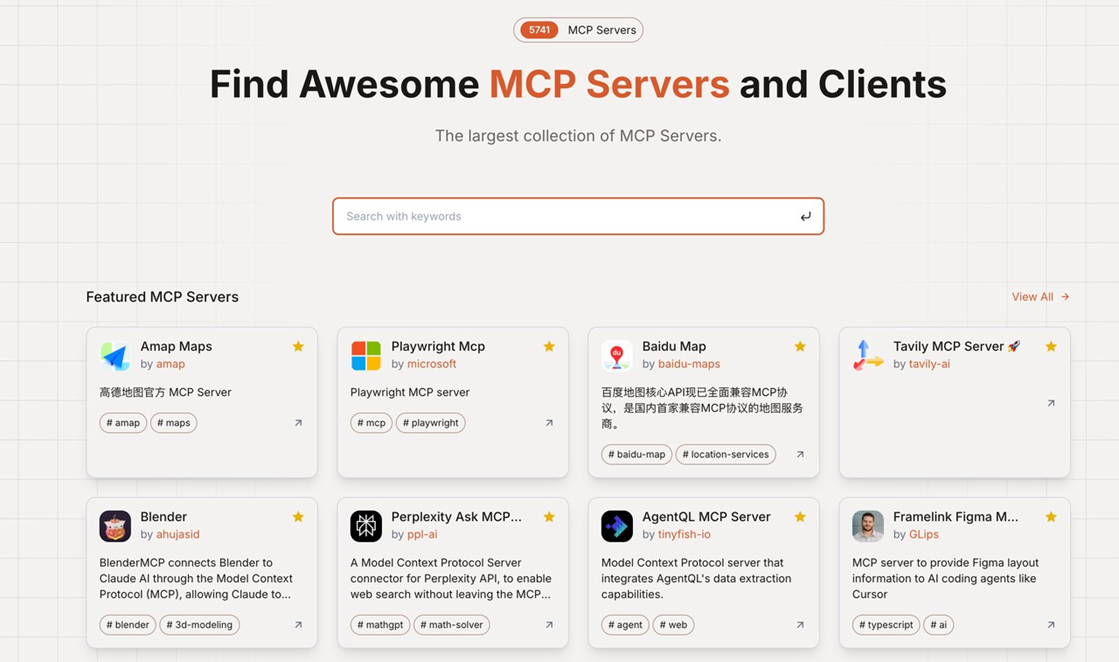 5741 MCP Servers
Find Awesome MCP Servers and Clients
The largest collection of MCP Servers.
Search with keywords
Featured MCP Servers
View All →
Amap Maps
by amap
高德地图官方 MCP Server
# amap # maps
Playwright Mcp
by microsoft
Playwright MCP server
# mcp # playwright
Baidu Map
by baidu-maps
百度地图核心API现已全面兼容MCP协
议，是国内首家兼容MCP协议的地图服务
商。
# baidu-map # location-services
Tavily MCP Server 🚀
by tavily-ai
Blender
by ahujasid
BlenderMCP connects Blender to
Claude AI through the Model Context
Protocol (MCP), allowing Claude to...
# blender # 3d-modeling
Perplexity Ask MCP...
by ppl-ai
A Model Context Protocol Server
connector for Perplexity API, to enable
web search without leaving the MCP...
# mathgpt # math-solver
AgentQL MCP Server
by tinyfish-io
Model Context Protocol server that
integrates AgentQL's data extraction
capabilities.
# agent # web
Framelink Figma M...
by GLips
MCP server to provide Figma layout
information to AI coding agents like
Cursor
# typescript # ai